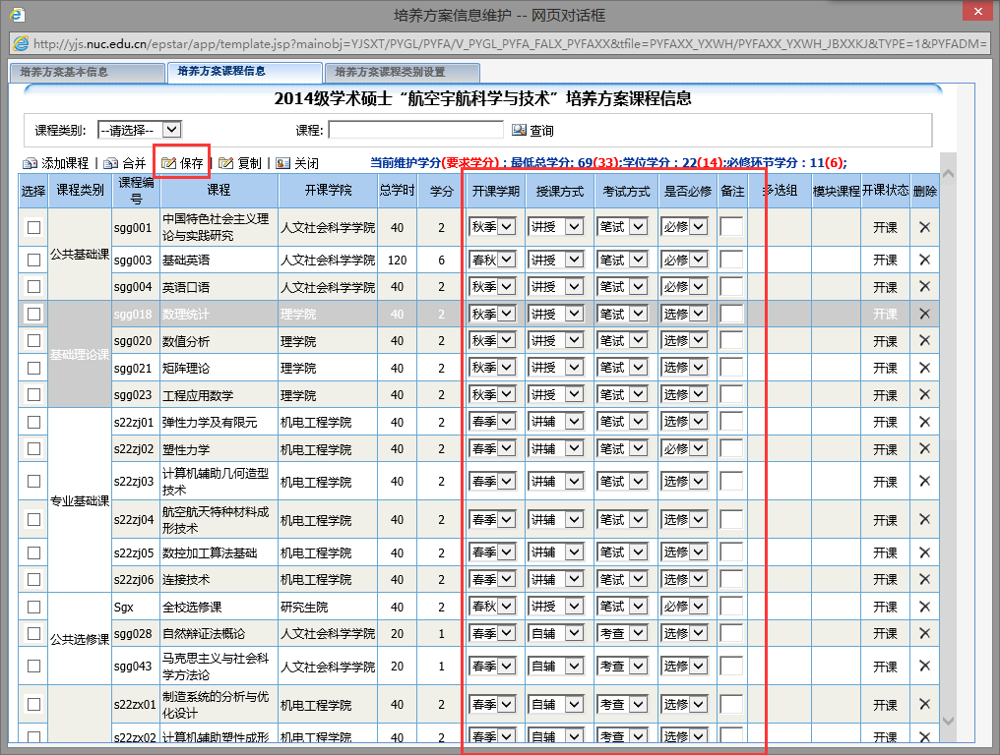 培养方案信息维护 -- 网页对话框
http://yjs.nuc.edu.cn/epstar/app/template.jsp?mainobj=YJSXT/PYGL/PYFA/V_PYGL_PYFA_FALX_PYFAXX&tfile=PYFAXX_YXWH/PYFAXX_YXWH_JBXXKJ&TYPE=1&PYFADM=
培养方案基本信息 培养方案课程信息 培养方案课程类别设置
2014级学术硕士“航空宇航科学与技术”培养方案课程信息
课程类别: --请选择-- 课程: 查询
添加课程 | 合并 保存 | 复制 | 关闭 当前维护学分(要求学分)：最低总学分: 69(33);学位学分：22(14);必修环节学分：11(6);
选择 课程类别 课程编号 课程 开课学院 总学时 学分 开课学期 授课方式 考试方式 是否必修 备注 多选组 模块课程 开课状态 删除
公共基础课
sgg001 中国特色社会主义理论与实践研究 人文社会科学学院 40 2 秋季 讲授 笔试 必修 开课
sgg003 基础英语 人文社会科学学院 120 6 春秋 讲授 笔试 必修 开课
sgg004 英语口语 人文社会科学学院 40 2 秋季 讲授 笔试 必修 开课
基础理论课
sgg018 数理统计 理学院 40 2 秋季 讲授 笔试 选修 开课
sgg020 数值分析 理学院 40 2 秋季 讲授 笔试 选修 开课
sgg021 矩阵理论 理学院 40 2 秋季 讲授 笔试 选修 开课
sgg023 工程应用数学 理学院 40 2 秋季 讲授 笔试 选修 开课
专业基础课
s22zj01 弹性力学及有限元 机电工程学院 40 2 春季 讲辅 笔试 选修 开课
s22zj02 塑性力学 机电工程学院 40 2 春季 讲辅 笔试 必修 开课
s22zj03 计算机辅助几何造型技术 机电工程学院 40 2 春季 讲辅 笔试 选修 开课
s22zj04 航空航天特种材料成形技术 机电工程学院 40 2 春季 讲辅 笔试 选修 开课
s22zj05 数控加工算法基础 机电工程学院 40 2 春季 讲辅 笔试 选修 开课
s22zj06 连接技术 机电工程学院 40 2 春季 讲辅 笔试 选修 开课
公共选修课
Sgx 全校选修课 研究生院 40 2 春秋 讲授 笔试 必修 开课
sgg028 自然辩证法概论 人文社会科学学院 20 1 春季 自辅 考查 选修 开课
sgg043 马克思主义与社会科学方法论 人文社会科学学院 20 1 春季 自辅 考查 选修 开课
s22zx01 制造系统的分析与优化设计 机电工程学院 40 2 春季 自辅 考查 选修 开课
s22zx02 计算机辅助塑性成形 机电工程学院 40 2 春季 自辅 考查 选修 开课